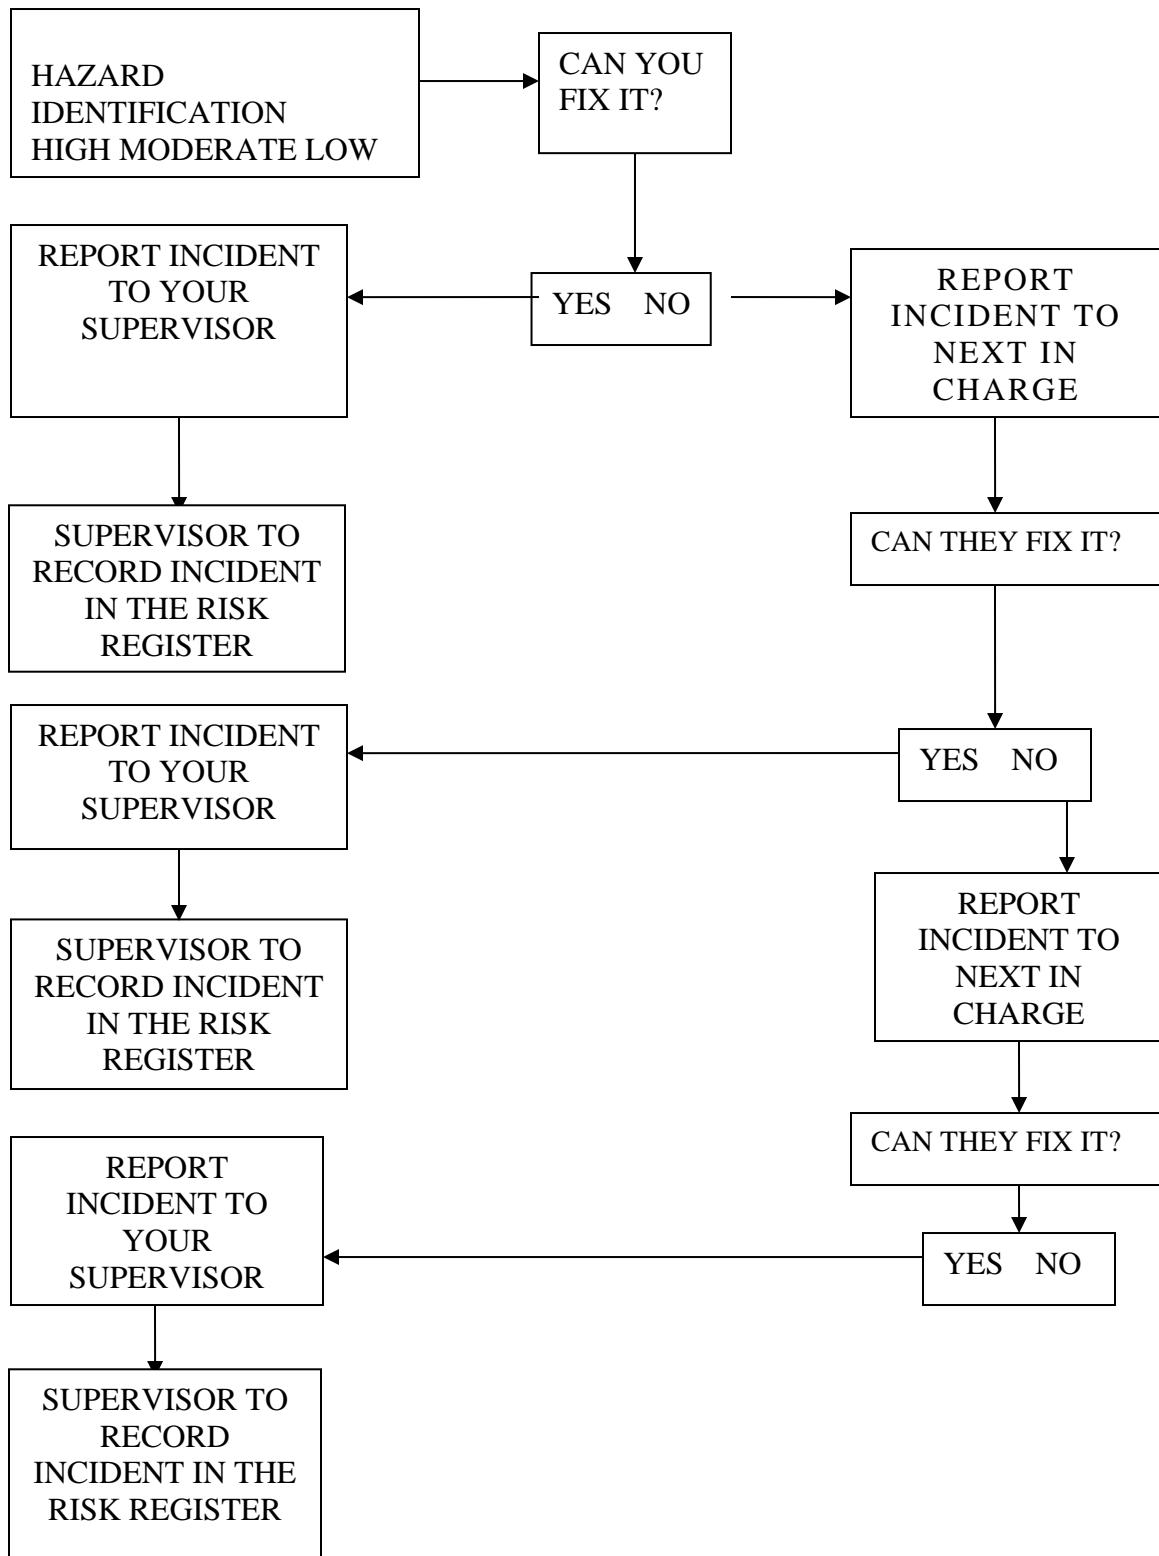 HAZARD
IDENTIFICATION
HIGH MODERATE LOW
CAN YOU
FIX IT?
REPORT INCIDENT
TO YOUR
SUPERVISOR
YES NO
REPORT
INCIDENT TO
NEXT IN
CHARGE
SUPERVISOR TO
RECORD INCIDENT
IN THE RISK
REGISTER
CAN THEY FIX IT?
REPORT INCIDENT
TO YOUR
SUPERVISOR
YES NO
SUPERVISOR TO
RECORD INCIDENT
IN THE RISK
REGISTER
REPORT
INCIDENT TO
NEXT IN
CHARGE
CAN THEY FIX IT?
REPORT
INCIDENT TO
YOUR
SUPERVISOR
YES NO
SUPERVISOR TO
RECORD
INCIDENT IN THE
RISK REGISTER